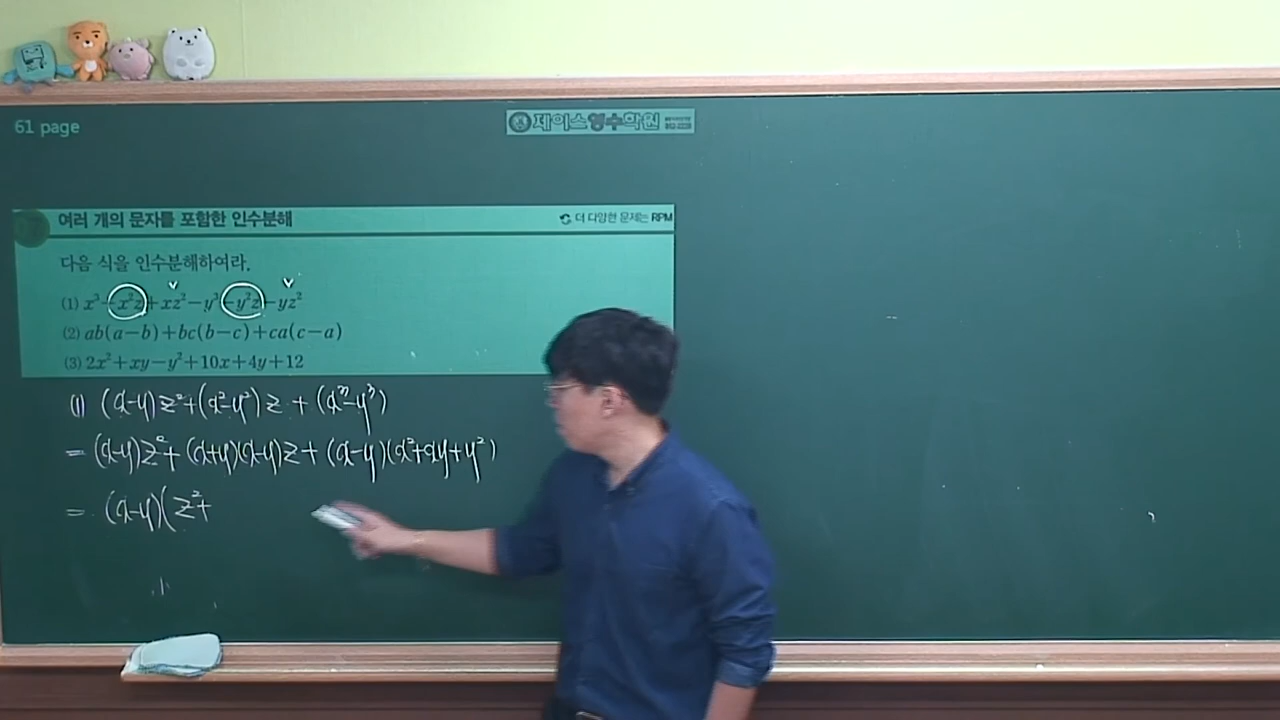 61 page
제이스영수학원
여러 개의 문자를 포함한 인수분해
더 다양한 문제는 RPM
다음 식을 인수분해하여라.
(1) x³+x²z+xz²-y³-y²z-yz²
(2) ab(a-b)+bc(b-c)+ca(c-a)
(3) 2x²+xy-y²+10x+4y+12
(1) (x-y)z²+(x²-y²)z+(x³-y³)
=(x-y)z²+(x+y)(x-y)z+(x-y)(x²+xy+y²)
=(x-y)(z²+